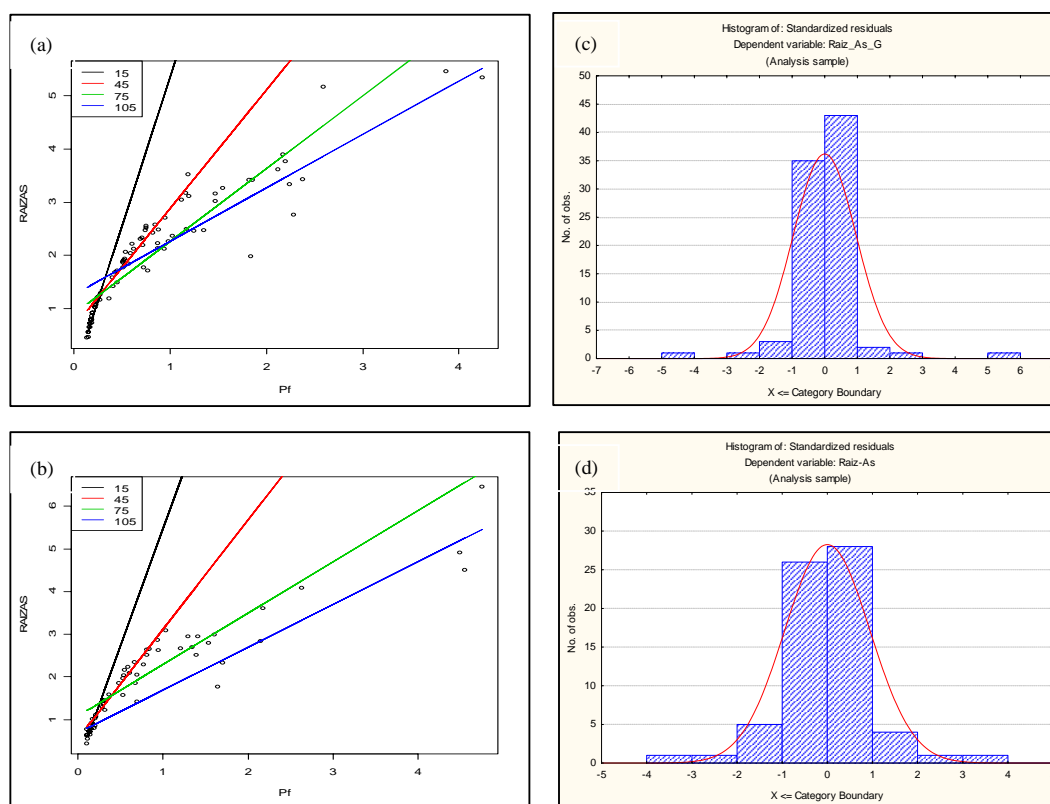 (a)
15
45
75
105
RAIZAS
5
4
3
2
1
0 1 2 3 4
Pf
(c)
Histogram of: Standardized residuals
Dependent variable: Raiz_As_G
(Analysis sample)
No. of obs.
50
45
40
35
30
25
20
15
10
5
0
-7 -6 -5 -4 -3 -2 -1 0 1 2 3 4 5 6
X <= Category Boundary
(b)
15
45
75
105
RAIZAS
6
5
4
3
2
1
0 1 2 3 4
Pf
(d)
Histogram of: Standardized residuals
Dependent variable: Raiz-As
(Analysis sample)
No. of obs.
35
30
25
20
15
10
5
0
-5 -4 -3 -2 -1 0 1 2 3 4 5
X <= Category Boundary